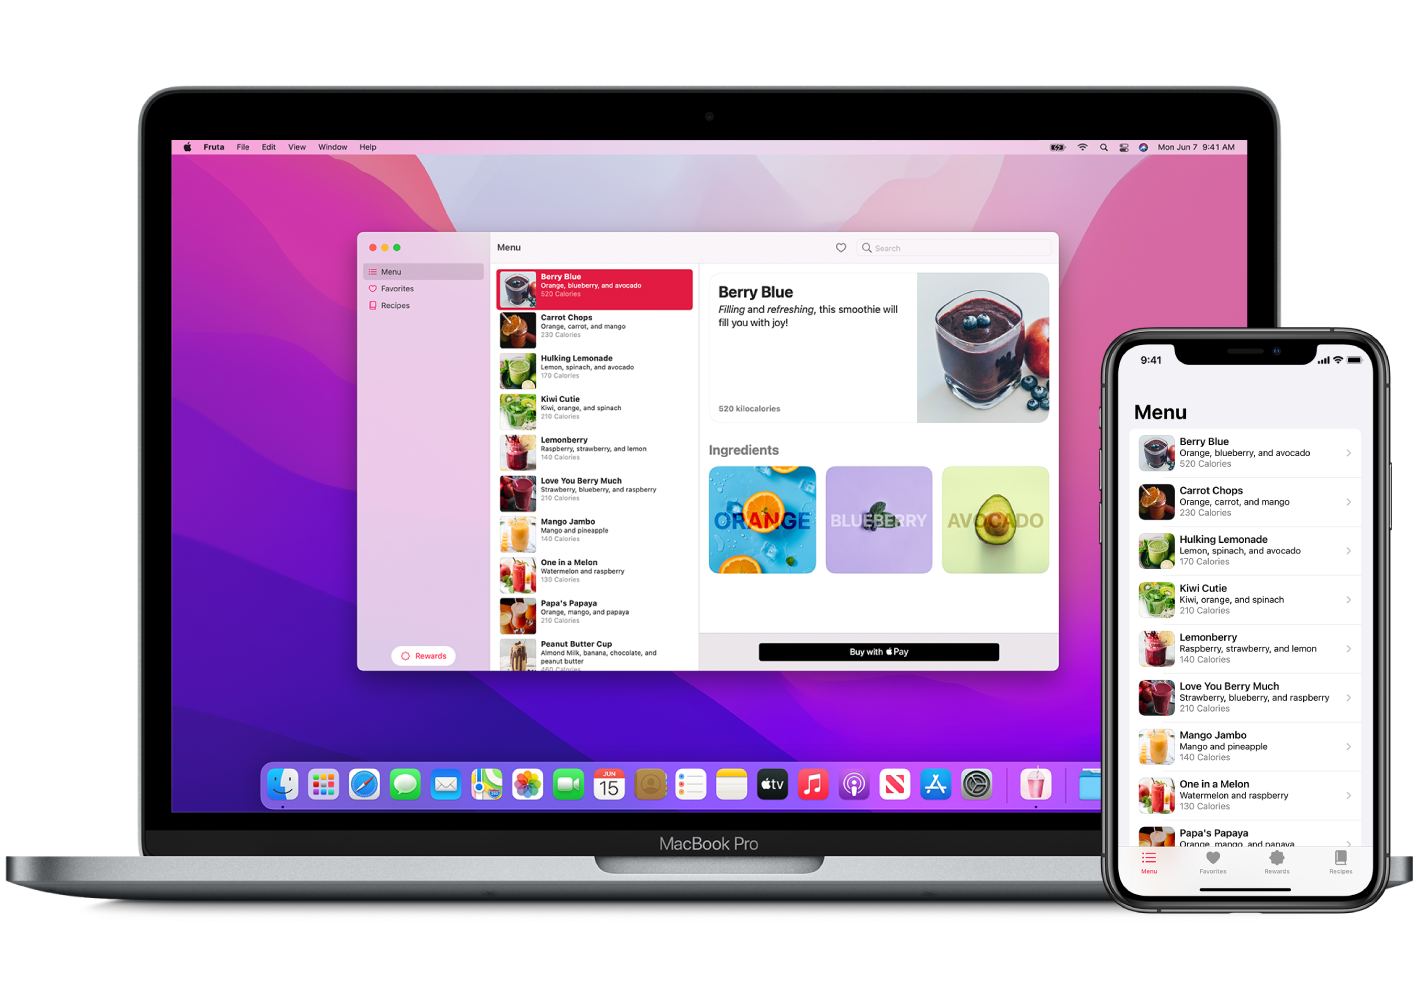 Fruta File Edit View Window Help
Mon Jun 7 9:41 AM
Menu
Search
Menu
Favorites
Recipes
Rewards
Berry Blue
Orange, blueberry, and avocado
520 Calories
Carrot Chops
Orange, carrot, and mango
230 Calories
Hulking Lemonade
Lemon, spinach, and avocado
170 Calories
Kiwi Cutie
Kiwi, orange, and spinach
210 Calories
Lemonberry
Raspberry, strawberry, and lemon
140 Calories
Love You Berry Much
Strawberry, blueberry, and raspberry
210 Calories
Mango Jambo
Mango and pineapple
140 Calories
One in a Melon
Watermelon and raspberry
130 Calories
Papa's Papaya
Orange, mango, and papaya
210 Calories
Peanut Butter Cup
Almond Milk, banana, chocolate, and
peanut butter
460 Calories
Berry Blue
Filling and refreshing, this smoothie will
fill you with joy!
520 kilocalories
Ingredients
ORANGE
BLUEBERRY
AVOCADO
Buy with Pay
JUN
15
tv
MacBook Pro
9:41
Menu
Berry Blue
Orange, blueberry, and avocado
520 Calories
Carrot Chops
Orange, carrot, and mango
230 Calories
Hulking Lemonade
Lemon, spinach, and avocado
170 Calories
Kiwi Cutie
Kiwi, orange, and spinach
210 Calories
Lemonberry
Raspberry, strawberry, and lemon
140 Calories
Love You Berry Much
Strawberry, blueberry, and raspberry
210 Calories
Mango Jambo
Mango and pineapple
140 Calories
One in a Melon
Watermelon and raspberry
130 Calories
Papa's Papaya
Orange, mango, and papaya
Menu
Favorites
Rewards
Recipes